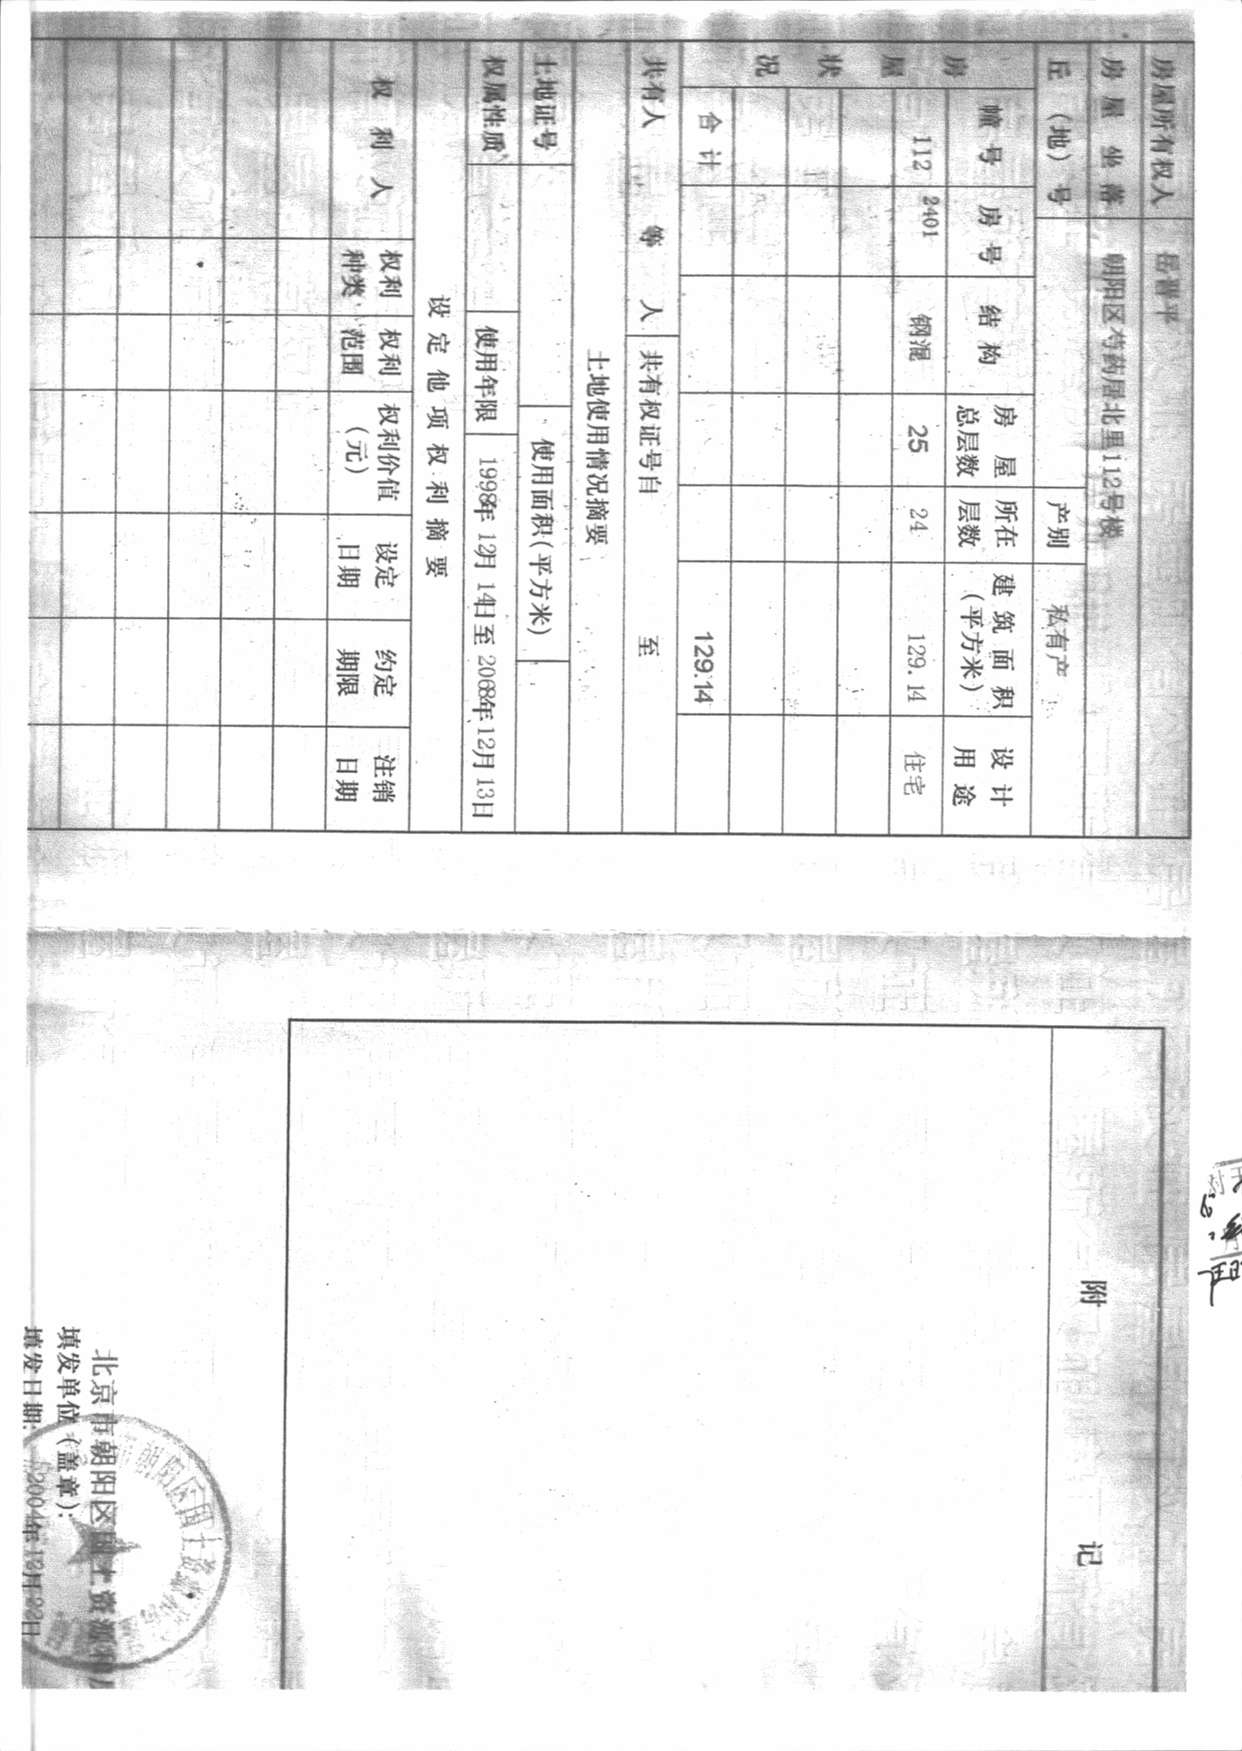 房屋所有权人 岳晋平
房屋坐落 朝阳区芍药居北里112号楼
丘（地）号 产别 私有产
房屋状况
幢号 房号 结构 房屋总层数 所在层数 建筑面积（平方米） 设计用途
112 2401 钢混 25 24 129.14 住宅
合计 129.14
共有人 等 人 共有权证号自 至
土地使用情况摘要
土地证号 使用面积（平方米）
权属性质 使用年限 1998年12月14日至2068年12月13日
设定他项权利摘要
权利人 权利种类 权利范围 权利价值（元） 设定日期 约定期限 注销日期
附记
北京市朝阳区国土资源和
填发单位（盖章）：
填发日期： 2004年12月22日
朝阳区国土资源